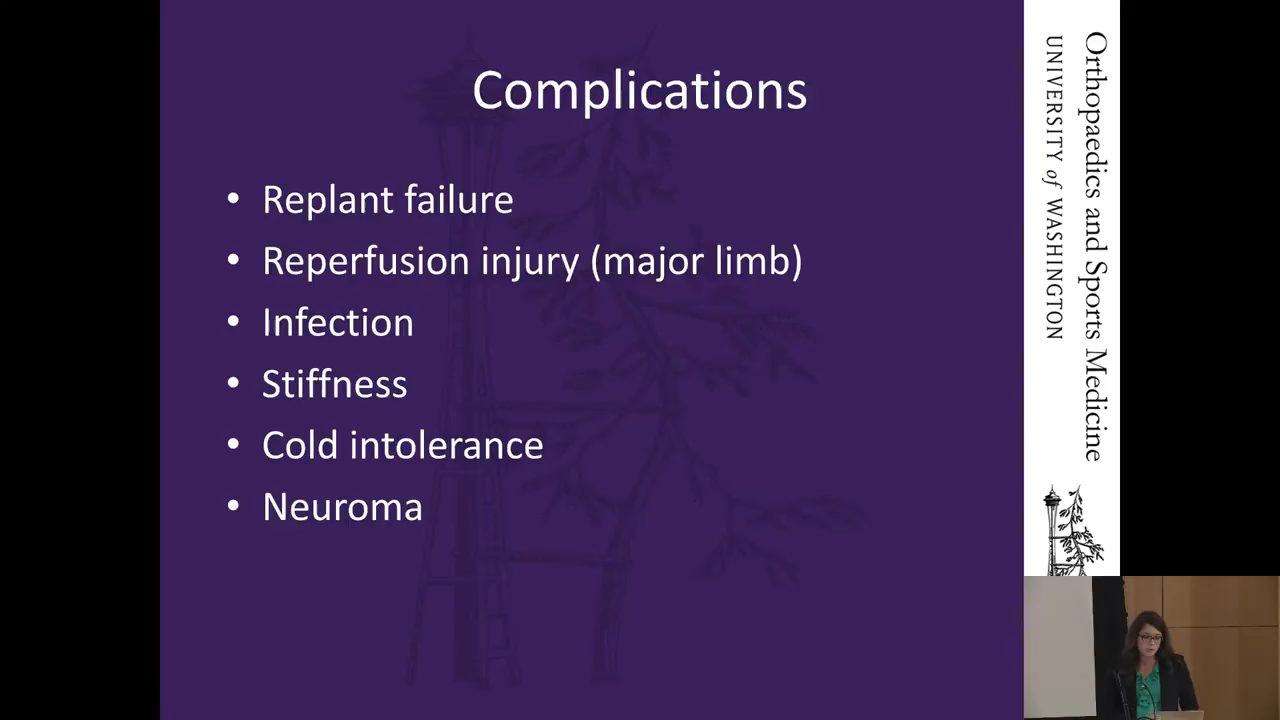 Complications
• Replant failure
• Reperfusion injury (major limb)
• Infection
• Stiffness
• Cold intolerance
• Neuroma
Orthopaedics and Sports Medicine
UNIVERSITY of WASHINGTON